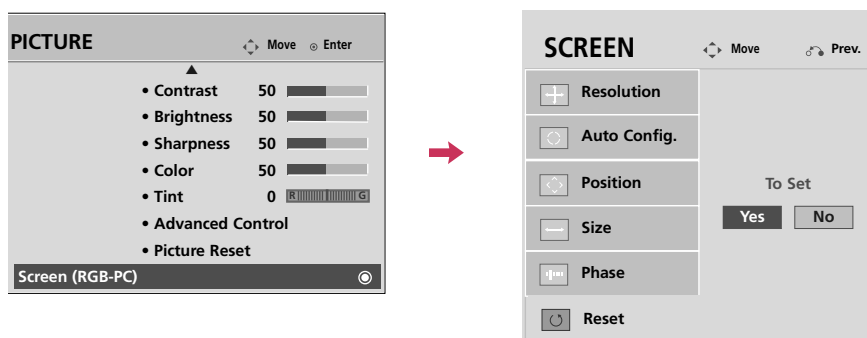 PICTURE
Move
Enter
• Contrast 50
• Brightness 50
• Sharpness 50
• Color 50
• Tint 0 R G
• Advanced Control
• Picture Reset
Screen (RGB-PC)
SCREEN
Move
Prev.
Resolution
Auto Config.
Position
Size
Phase
Reset
To Set
Yes No